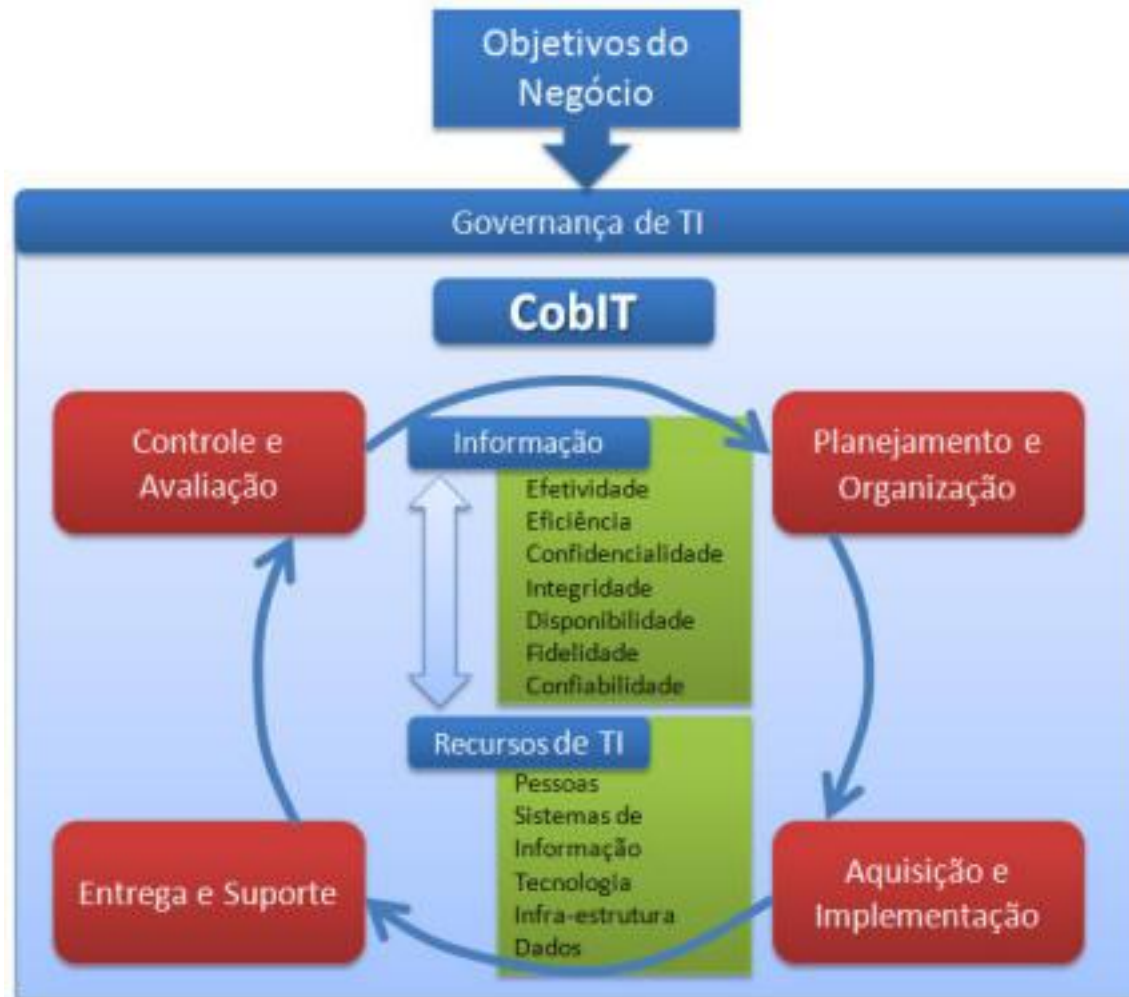 Objetivos do
Negócio
Governança de TI
CobIT
Controle e
Avaliação
Informação
Efetividade
Eficiência
Confidencialidade
Integridade
Disponibilidade
Fidelidade
Confiabilidade
Planejamento e
Organização
Recursos de TI
Pessoas
Sistemas de
Informação
Tecnologia
Infra-estrutura
Dados
Entrega e Suporte
Aquisição e
Implementação